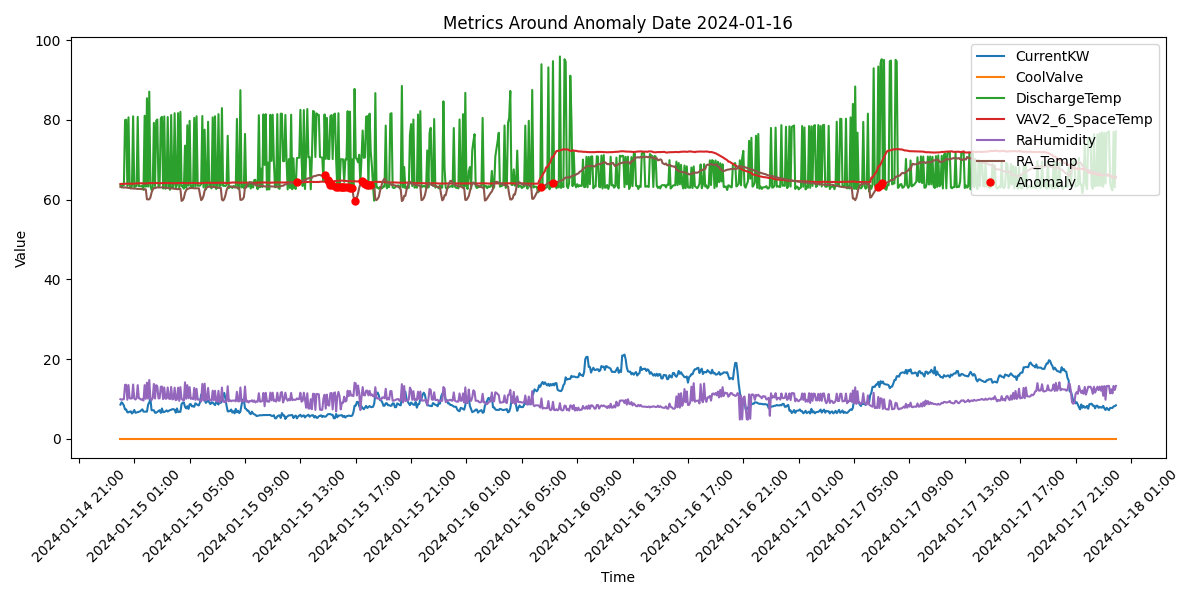 Metrics Around Anomaly Date 2024-01-16
100
80
60
40
20
0
Value
CurrentKW
CoolValve
DischargeTemp
VAV2_6_SpaceTemp
RaHumidity
RA_Temp
Anomaly
2024-01-14 21:00
2024-01-15 01:00
2024-01-15 05:00
2024-01-15 09:00
2024-01-15 13:00
2024-01-15 17:00
2024-01-15 21:00
2024-01-16 01:00
2024-01-16 05:00
2024-01-16 09:00
2024-01-16 13:00
2024-01-16 17:00
2024-01-16 21:00
2024-01-17 01:00
2024-01-17 05:00
2024-01-17 09:00
2024-01-17 13:00
2024-01-17 17:00
2024-01-17 21:00
2024-01-18 01:00
Time